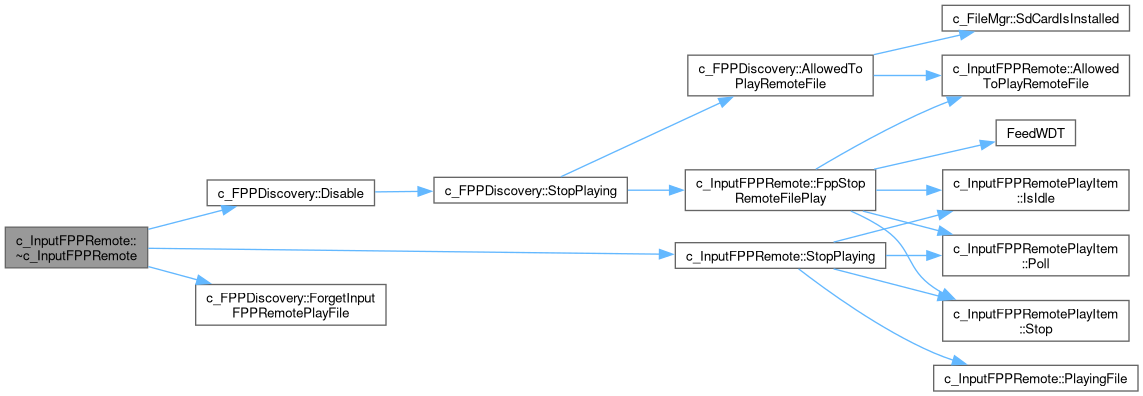 c_InputFPPRemote::
~c_InputFPPRemote
c_FPPDiscovery::Disable
c_FPPDiscovery::ForgetInput
FPPRemotePlayFile
c_FPPDiscovery::StopPlaying
c_FPPDiscovery::AllowedTo
PlayRemoteFile
c_InputFPPRemote::FppStop
RemoteFilePlay
c_InputFPPRemote::StopPlaying
c_FileMgr::SdCardIsInstalled
c_InputFPPRemote::Allowed
ToPlayRemoteFile
FeedWDT
c_InputFPPRemotePlayItem
::IsIdle
c_InputFPPRemotePlayItem
::Poll
c_InputFPPRemotePlayItem
::Stop
c_InputFPPRemote::PlayingFile